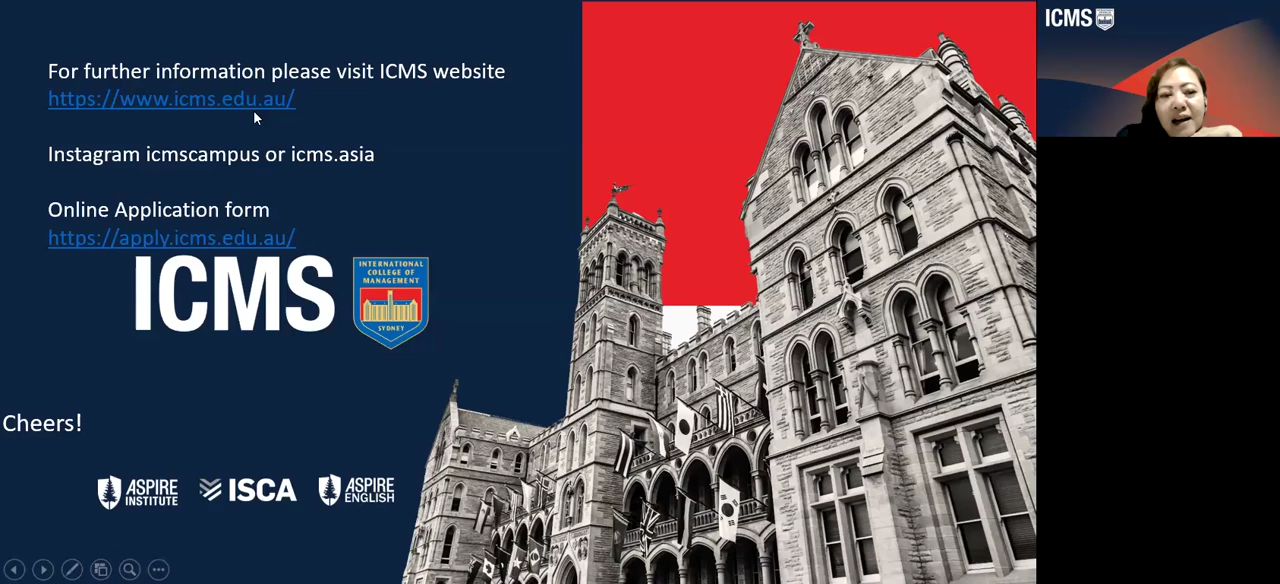 For further information please visit ICMS website
https://www.icms.edu.au/
Instagram icmscampus or icms.asia
Online Application form
https://apply.icms.edu.au/
ICMS
INTERNATIONAL
COLLEGE OF
MANAGEMENT
SYDNEY
Cheers!
ASPIRE
INSTITUTE
ISCA
ASPIRE
ENGLISH
ICMS